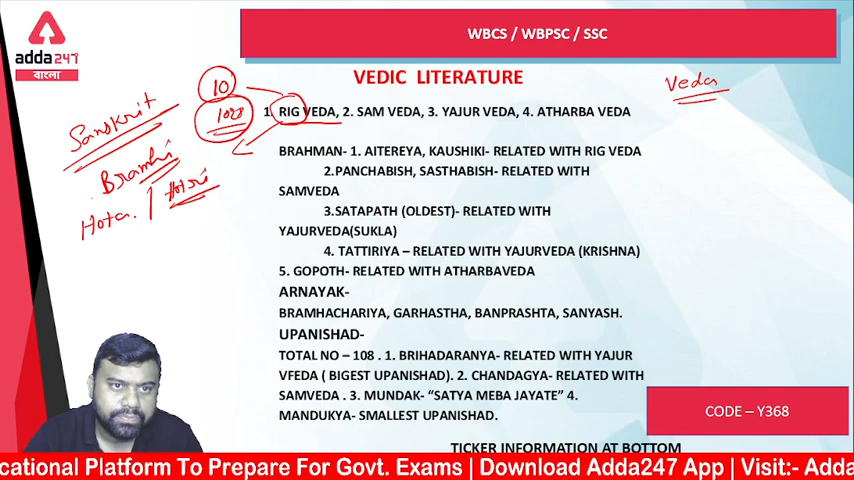 WBCS / WBPSC / SSC
adda247
বাংলা
VEDIC LITERATURE
Veda
10
1028
Sanskrit
Bramhi
Hota. / Hotri
1. RIG VEDA, 2. SAM VEDA, 3. YAJUR VEDA, 4. ATHARBA VEDA
BRAHMAN- 1. AITEREYA, KAUSHIKI- RELATED WITH RIG VEDA
2.PANCHABISH, SASTHABISH- RELATED WITH
SAMVEDA
3.SATAPATH (OLDEST)- RELATED WITH
YAJURVEDA(SUKLA)
4. TATTIRIYA – RELATED WITH YAJURVEDA (KRISHNA)
5. GOPOTH- RELATED WITH ATHARBAVEDA
ARNAYAK-
BRAMHACHARIYA, GARHASTHA, BANPRASHTA, SANYASH.
UPANISHAD-
TOTAL NO – 108 . 1. BRIHADARANYA- RELATED WITH YAJUR
VFEDA ( BIGEST UPANISHAD). 2. CHANDAGYA- RELATED WITH
SAMVEDA . 3. MUNDAK- “SATYA MEBA JAYATE” 4.
MANDUKYA- SMALLEST UPANISHAD.
CODE – Y368
TICKER INFORMATION AT BOTTOM
cational Platform To Prepare For Govt. Exams | Download Adda247 App | Visit:- Adda